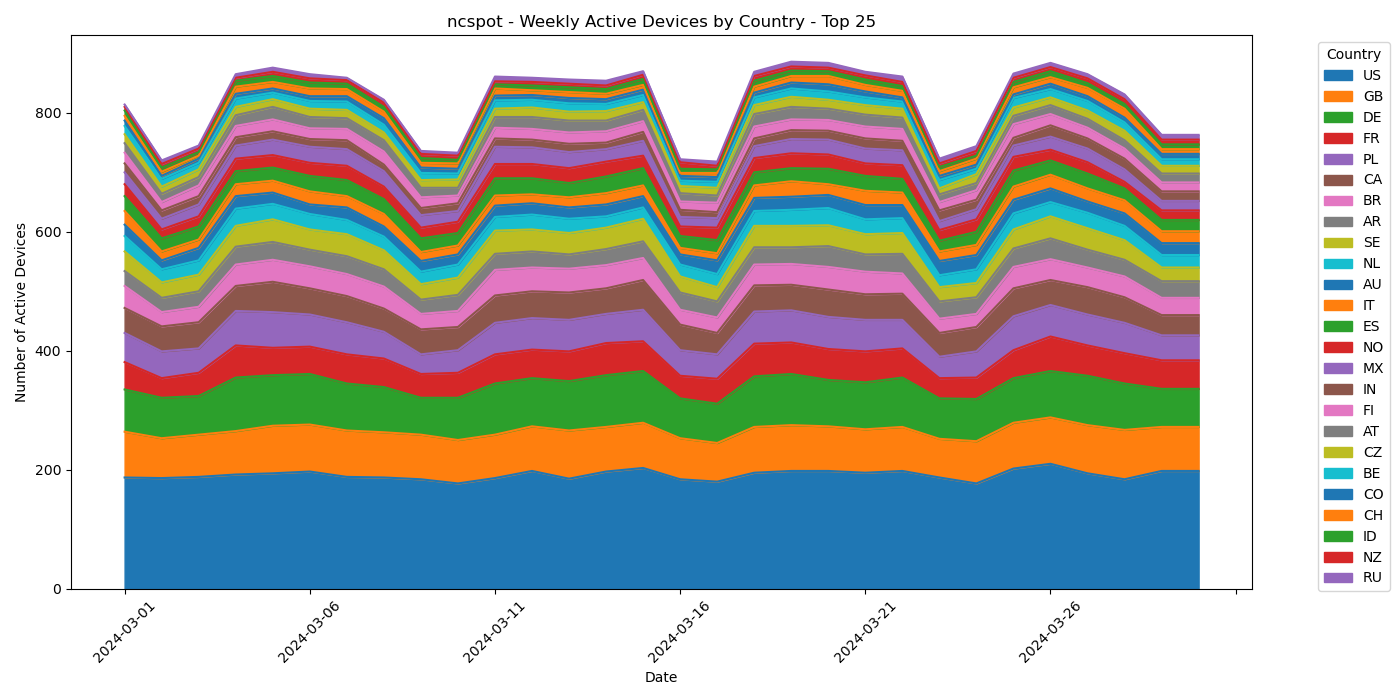 ncspot - Weekly Active Devices by Country - Top 25
Number of Active Devices
800
600
400
200
0
2024-03-01
2024-03-06
2024-03-11
2024-03-16
2024-03-21
2024-03-26
Date
Country
US
GB
DE
FR
PL
CA
BR
AR
SE
NL
AU
IT
ES
NO
MX
IN
FI
AT
CZ
BE
CO
CH
ID
NZ
RU